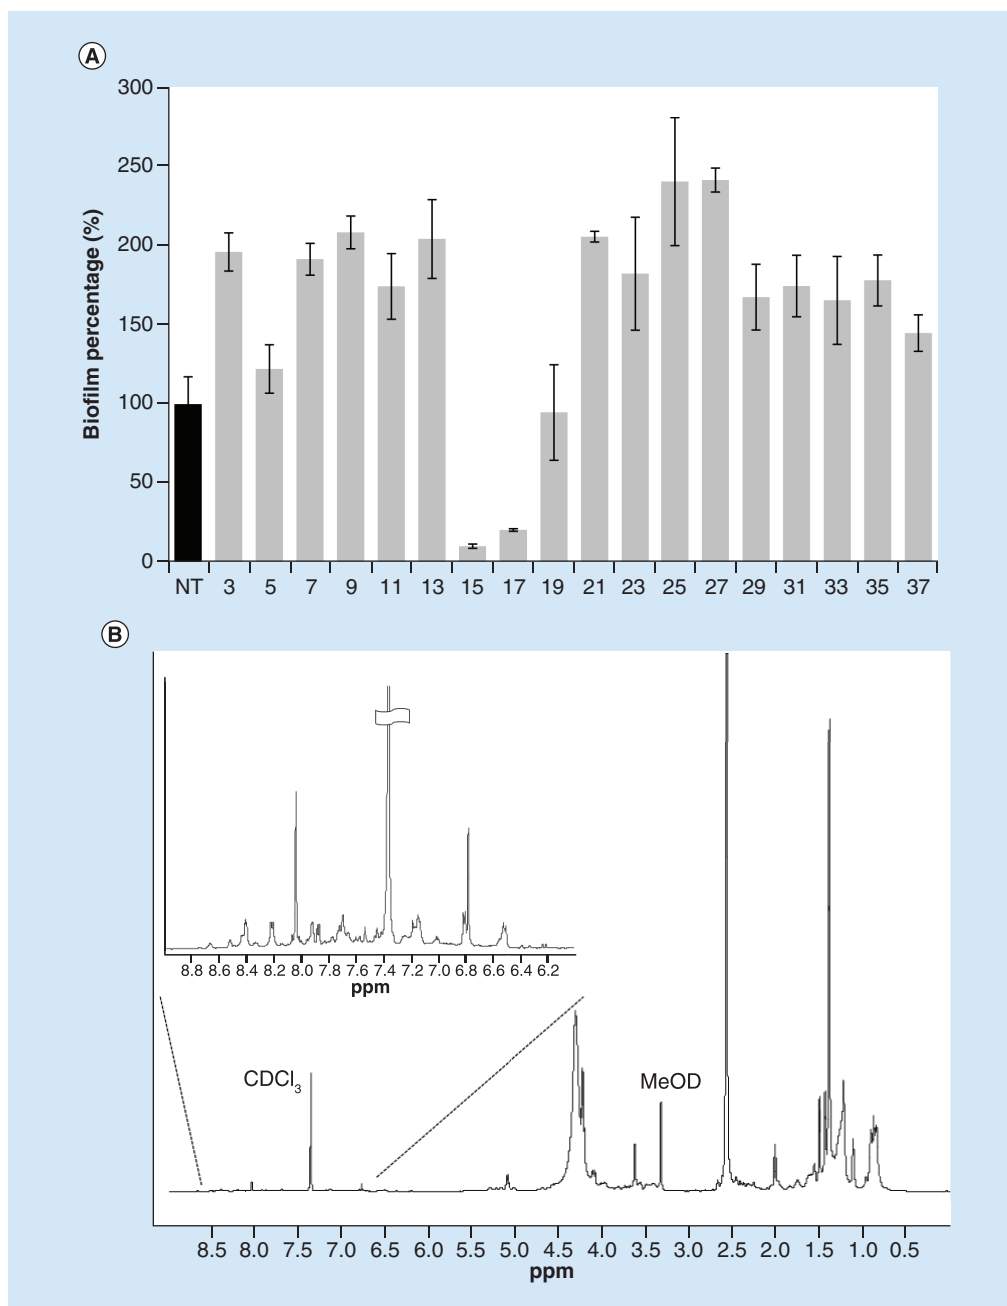 A
300
250
200
150
100
50
0
Biofilm percentage (%)
NT 3 5 7 9 11 13 15 17 19 21 23 25 27 29 31 33 35 37
B
8.8 8.6 8.4 8.2 8.0 7.8 7.6 7.4 7.2 7.0 6.8 6.6 6.4 6.2
ppm
CDCl₃
MeOD
8.5 8.0 7.5 7.0 6.5 6.0 5.5 5.0 4.5 4.0 3.5 3.0 2.5 2.0 1.5 1.0 0.5
ppm